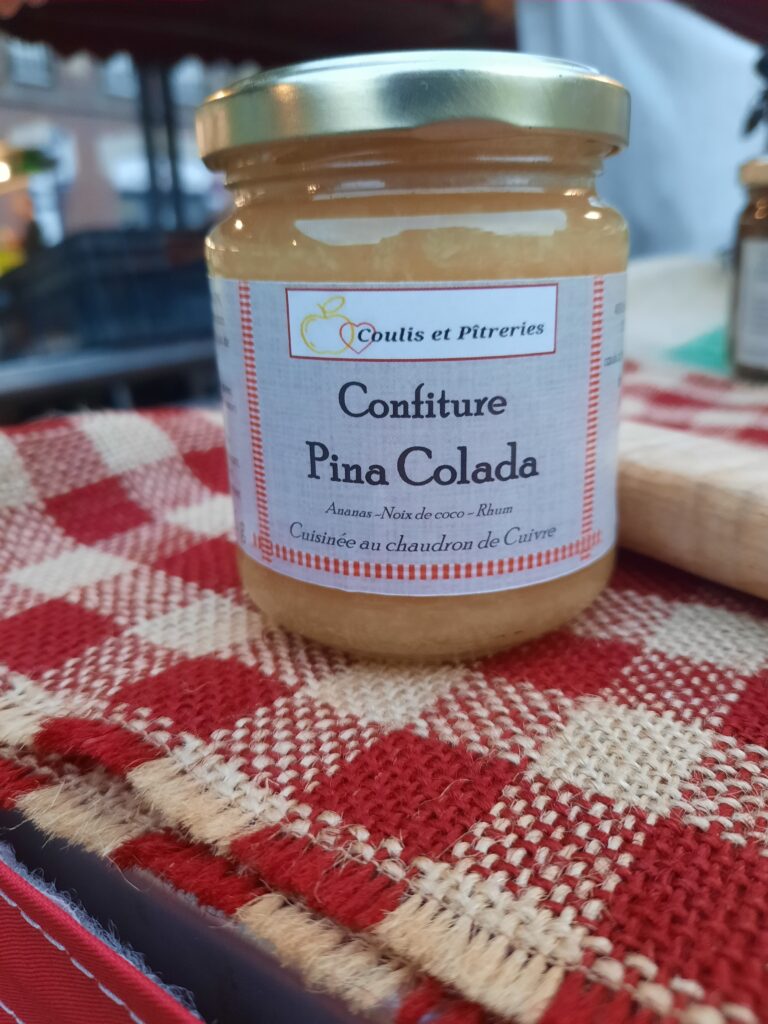 Coulis et Pîtreries
Confiture
Pina Colada
Ananas - Noix de coco - Rhum
Cuisinée au chaudron de Cuivre